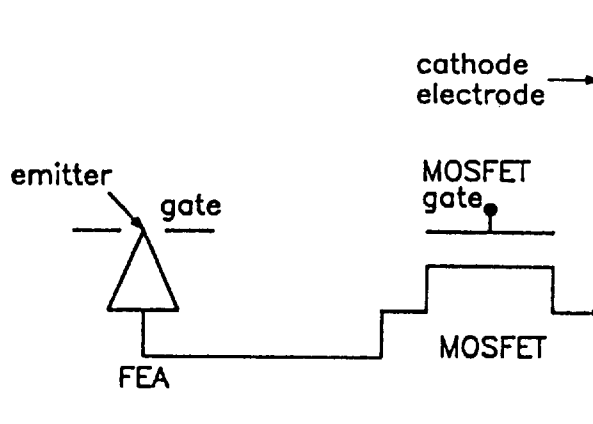 cathode
electrode
emitter
gate
MOSFET
gate
MOSFET
FEA